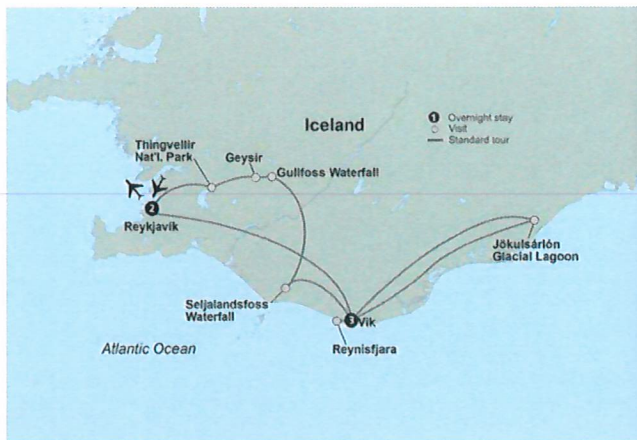 Iceland
1 Overnight stay
Visit
Standard tour
Thingvellir
Nat'l. Park
Geysir
Gullfoss Waterfall
2
Reykjavik
Jökulsárlón
Glacial Lagoon
Seljalandsfoss
Waterfall
3 Vik
Reynisfjara
Atlantic Ocean